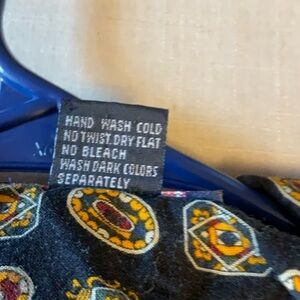 HAND WASH COLD
NO TWIST.DRY FLAT
NO BLEACH
WASH DARK COLORS
SEPARATELY